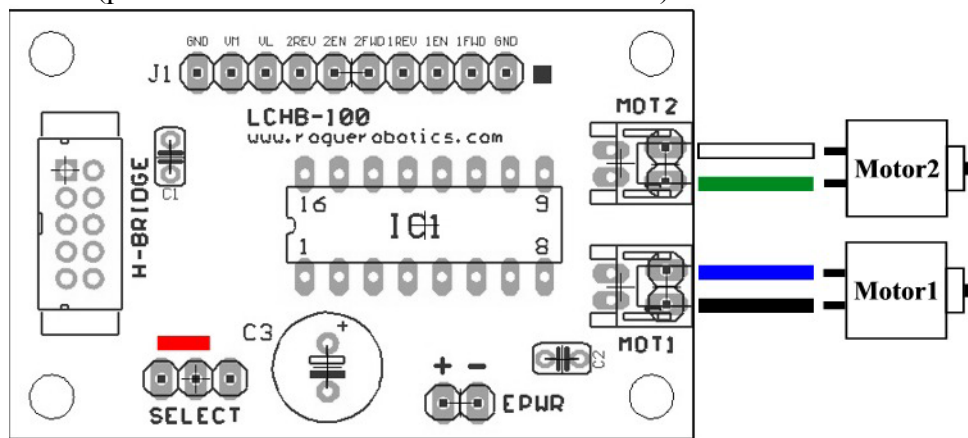 GND VM VL 2REV 2EN 2FWD 1REV 1EN 1FWD GND
J1
LCHB-100
www.roguerobotics.com
MOT2
Motor2
H-BRIDGE
C1
16 9
IC1
1 8
Motor1
C3
+
MOT1
C2
+ -
SELECT
EPWR